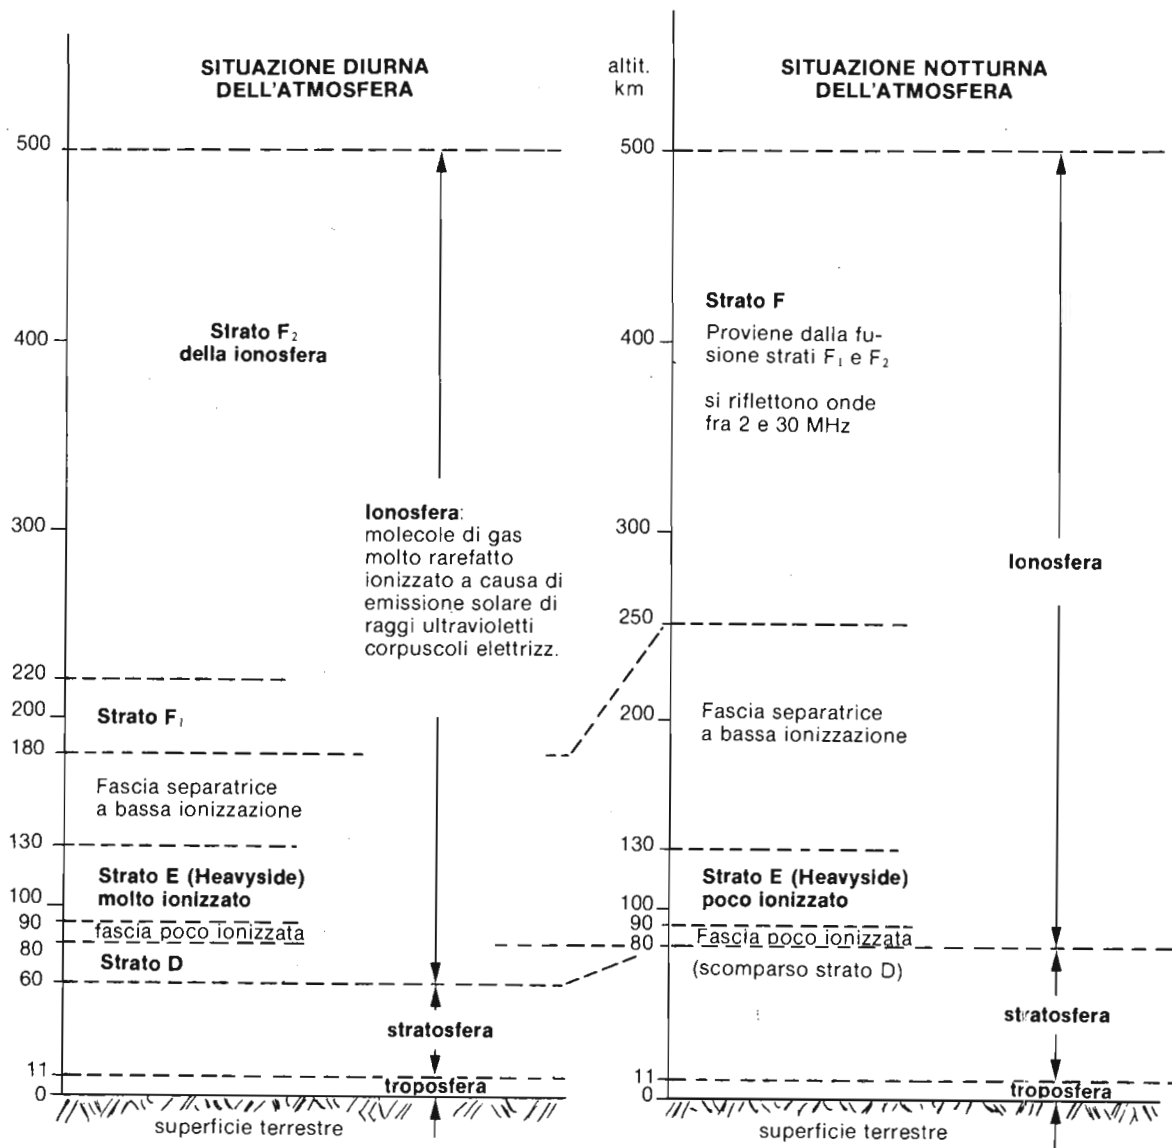 SITUAZIONE DIURNA
DELL'ATMOSFERA
500
400
300
220
200
180
130
100
90
80
60
11
0
Strato F₂
della ionosfera
Ionosfera:
molecole di gas
molto rarefatto
ionizzato a causa di
emissione solare di
raggi ultravioletti
corpuscoli elettrizz.
Strato F₁
Fascia separatrice
a bassa ionizzazione
Strato E (Heavyside)
molto ionizzato
fascia poco ionizzata
Strato D
stratosfera
troposfera
superficie terrestre
altit.
km
SITUAZIONE NOTTURNA
DELL'ATMOSFERA
500
400
300
250
200
130
100
90
80
11
0
Strato F
Proviene dalla fu-
sione strati F₁ e F₂
si riflettono onde
fra 2 e 30 MHz
Ionosfera
Fascia separatrice
a bassa ionizzazione
Strato E (Heavyside)
poco ionizzato
Fascia poco ionizzata
(scomparso strato D)
stratosfera
troposfera
superficie terrestre